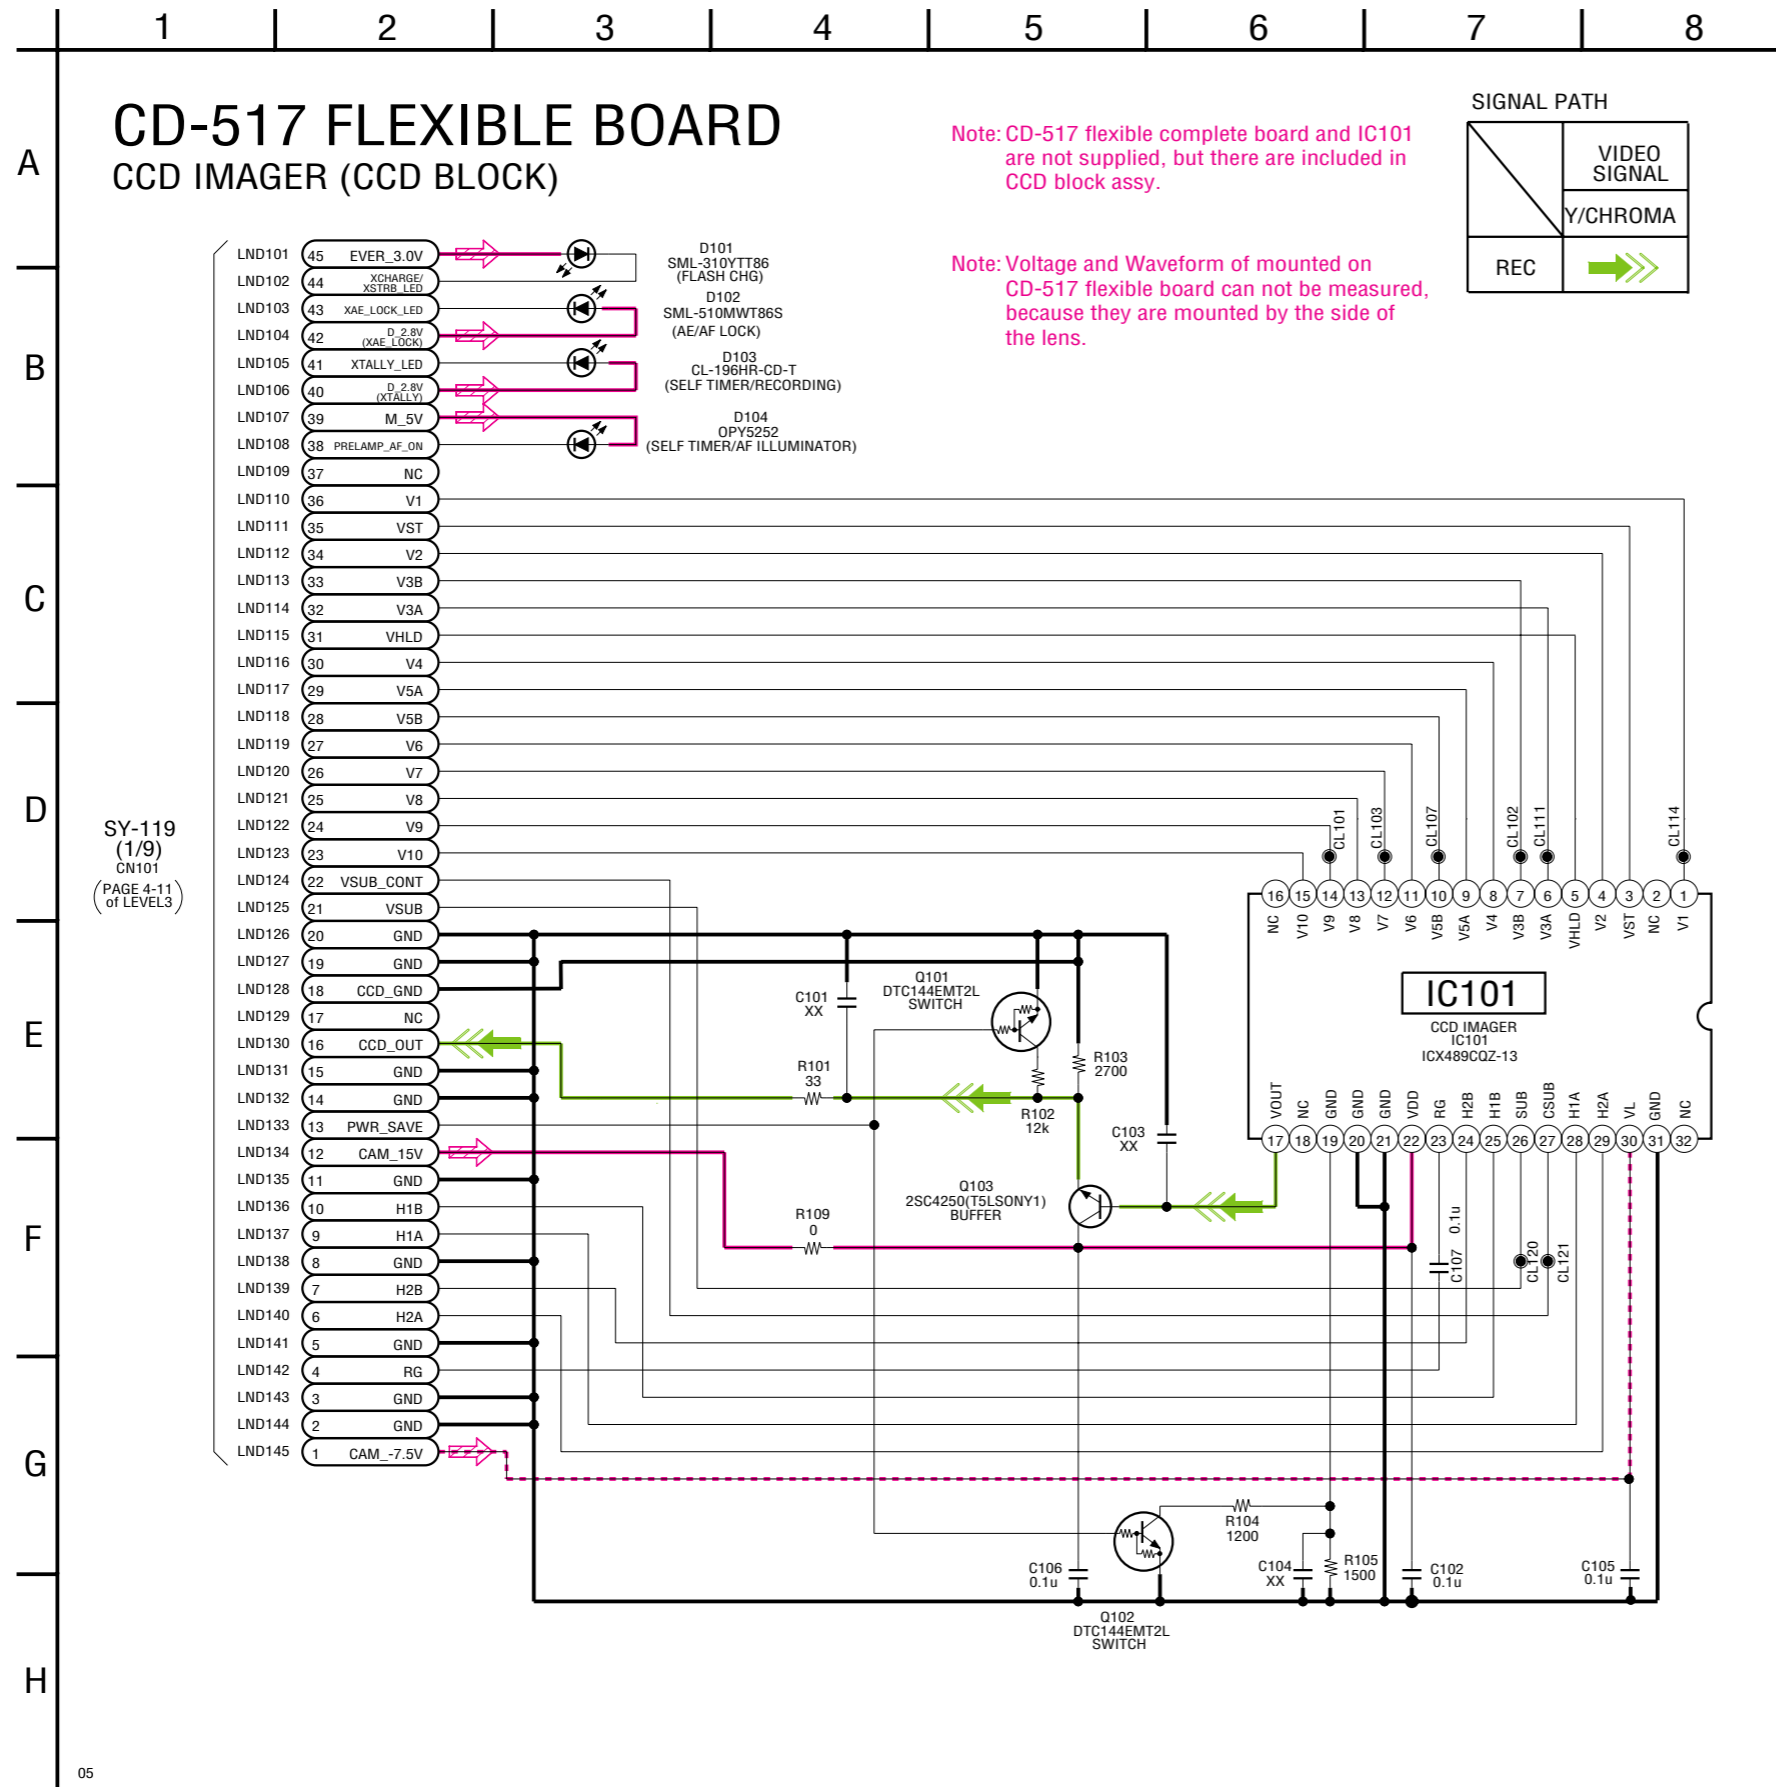 1 2 3 4 5 6 7 8
A
B
C
D
E
F
G
H
CD-517 FLEXIBLE BOARD
CCD IMAGER (CCD BLOCK)
Note: CD-517 flexible complete board and IC101
are not supplied, but there are included in
CCD block assy.
Note: Voltage and Waveform of mounted on
CD-517 flexible board can not be measured,
because they are mounted by the side of
the lens.
SIGNAL PATH
VIDEO
SIGNAL
Y/CHROMA
REC
LND101 45 EVER_3.0V
LND102 44 XCHARGE/
XSTRB_LED
LND103 43 XAE_LOCK_LED
LND104 42 D_2.8V
(XAE_LOCK)
LND105 41 XTALLY_LED
LND106 40 D_2.8V
(XTALLY)
LND107 39 M_5V
LND108 38 PRELAMP_AF_ON
LND109 37 NC
LND110 36 V1
LND111 35 VST
LND112 34 V2
LND113 33 V3B
LND114 32 V3A
LND115 31 VHLD
LND116 30 V4
LND117 29 V5A
LND118 28 V5B
LND119 27 V6
LND120 26 V7
LND121 25 V8
LND122 24 V9
LND123 23 V10
LND124 22 VSUB_CONT
LND125 21 VSUB
LND126 20 GND
LND127 19 GND
LND128 18 CCD_GND
LND129 17 NC
LND130 16 CCD_OUT
LND131 15 GND
LND132 14 GND
LND133 13 PWR_SAVE
LND134 12 CAM_15V
LND135 11 GND
LND136 10 H1B
LND137 9 H1A
LND138 8 GND
LND139 7 H2B
LND140 6 H2A
LND141 5 GND
LND142 4 RG
LND143 3 GND
LND144 2 GND
LND145 1 CAM_-7.5V
D101
SML-310YTT86
(FLASH CHG)
D102
SML-510MWT86S
(AE/AF LOCK)
D103
CL-196HR-CD-T
(SELF TIMER/RECORDING)
D104
OPY5252
(SELF TIMER/AF ILLUMINATOR)
SY-119
(1/9)
CN101
(PAGE 4-11
of LEVEL3)
CL101
CL103
CL107
CL102
CL111
CL114
16 15 14 13 12 11 10 9 8 7 6 5 4 3 2 1
NC V10 V9 V8 V7 V6 V5B V5A V4 V3B V3A VHLD V2 VST NC V1
IC101
CCD IMAGER
IC101
ICX489CQZ-13
VOUT NC GND GND GND VDD RG H2B H1B SUB CSUB H1A H2A VL GND NC
17 18 19 20 21 22 23 24 25 26 27 28 29 30 31 32
C101
XX
Q101
DTC144EMT2L
SWITCH
R101
33
R103
2700
R102
12k
C103
XX
Q103
2SC4250(T5LSONY1)
BUFFER
R109
0
C107 0.1u
CL120
CL121
R104
1200
C106
0.1u
C104
XX
R105
1500
C102
0.1u
C105
0.1u
Q102
DTC144EMT2L
SWITCH
05